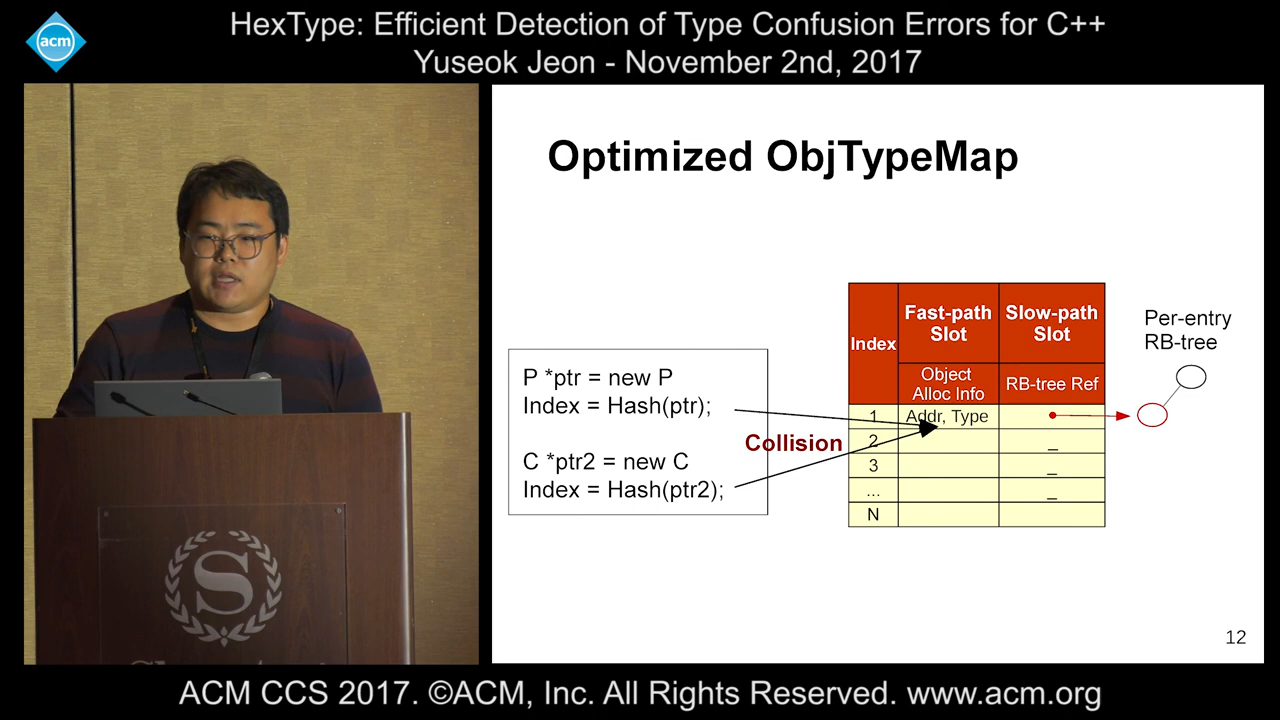 acm
HexType: Efficient Detection of Type Confusion Errors for C++
Yuseok Jeon - November 2nd, 2017
Optimized ObjTypeMap
P *ptr = new P
Index = Hash(ptr);
C *ptr2 = new C
Index = Hash(ptr2);
Collision
Index
Fast-path
Slot
Slow-path
Slot
Object
Alloc Info
RB-tree Ref
1 Addr, Type
2 _
3 _
... _
N
Per-entry
RB-tree
12
S
ACM CCS 2017. ©ACM, Inc. All Rights Reserved. www.acm.org